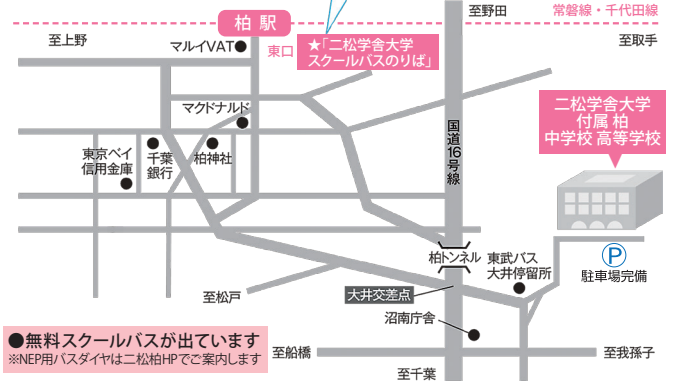 至野田
常磐線・千代田線
柏 駅
至上野
マルイVAT
東口
★「二松学舎大学
スクールバスのりば」
至取手
マクドナルド
国道16号線
二松学舎大学
付属 柏
中学校 高等学校
東京ベイ
信用金庫
千葉
銀行
柏神社
柏トンネル
東武バス
大井停留所
P
駐車場完備
至松戸
大井交差点
沼南庁舎
●無料スクールバスが出ています
※NEP用バスダイヤは二松柏HPでご案内します
至船橋
至我孫子
至千葉